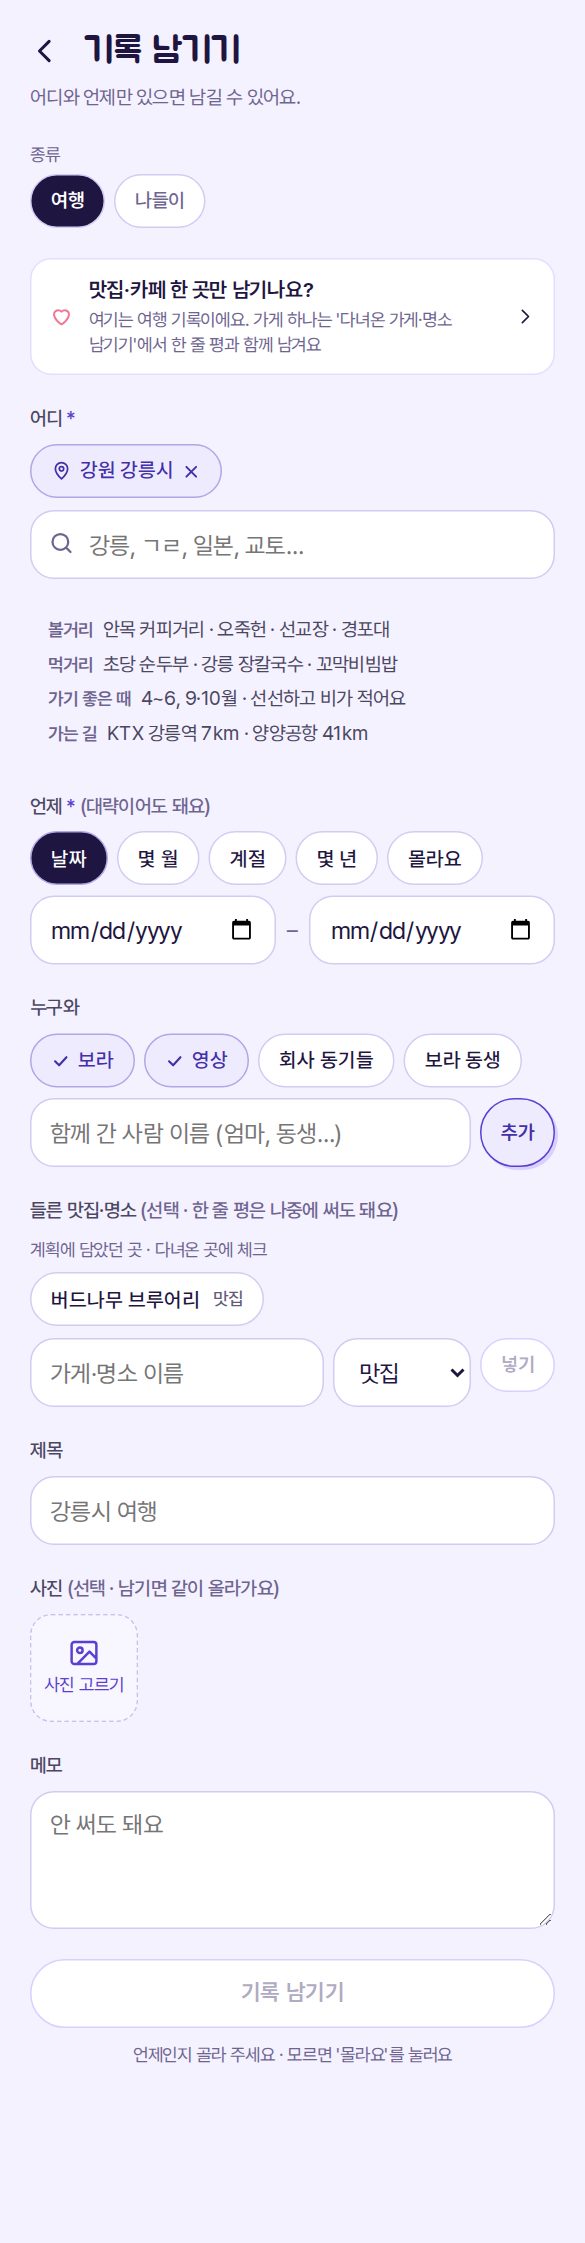 기록 남기기
어디와 언제만 있으면 남길 수 있어요.
종류
여행 나들이
맛집·카페 한 곳만 남기나요?
여기는 여행 기록이에요. 가게 하나는 '다녀온 가게·명소
남기기'에서 한 줄 평과 함께 남겨요
어디 *
강원 강릉시
강릉, ㄱㄹ, 일본, 교토...
볼거리 안목 커피거리 · 오죽헌 · 선교장 · 경포대
먹거리 초당 순두부 · 강릉 장칼국수 · 꼬막비빔밥
가기 좋은 때 4~6, 9·10월 · 선선하고 비가 적어요
가는 길 KTX 강릉역 7km · 양양공항 41km
언제 * (대략이어도 돼요)
날짜 몇 월 계절 몇 년 몰라요
mm/dd/yyyy – mm/dd/yyyy
누구와
보라 영상 회사 동기들 보라 동생
함께 간 사람 이름 (엄마, 동생...) 추가
들른 맛집·명소 (선택 · 한 줄 평은 나중에 써도 돼요)
계획에 담았던 곳 · 다녀온 곳에 체크
버드나무 브루어리 맛집
가게·명소 이름 맛집 넣기
제목
강릉시 여행
사진 (선택 · 남기면 같이 올라가요)
사진 고르기
메모
안 써도 돼요
기록 남기기
언제인지 골라 주세요 · 모르면 '몰라요'를 눌러요